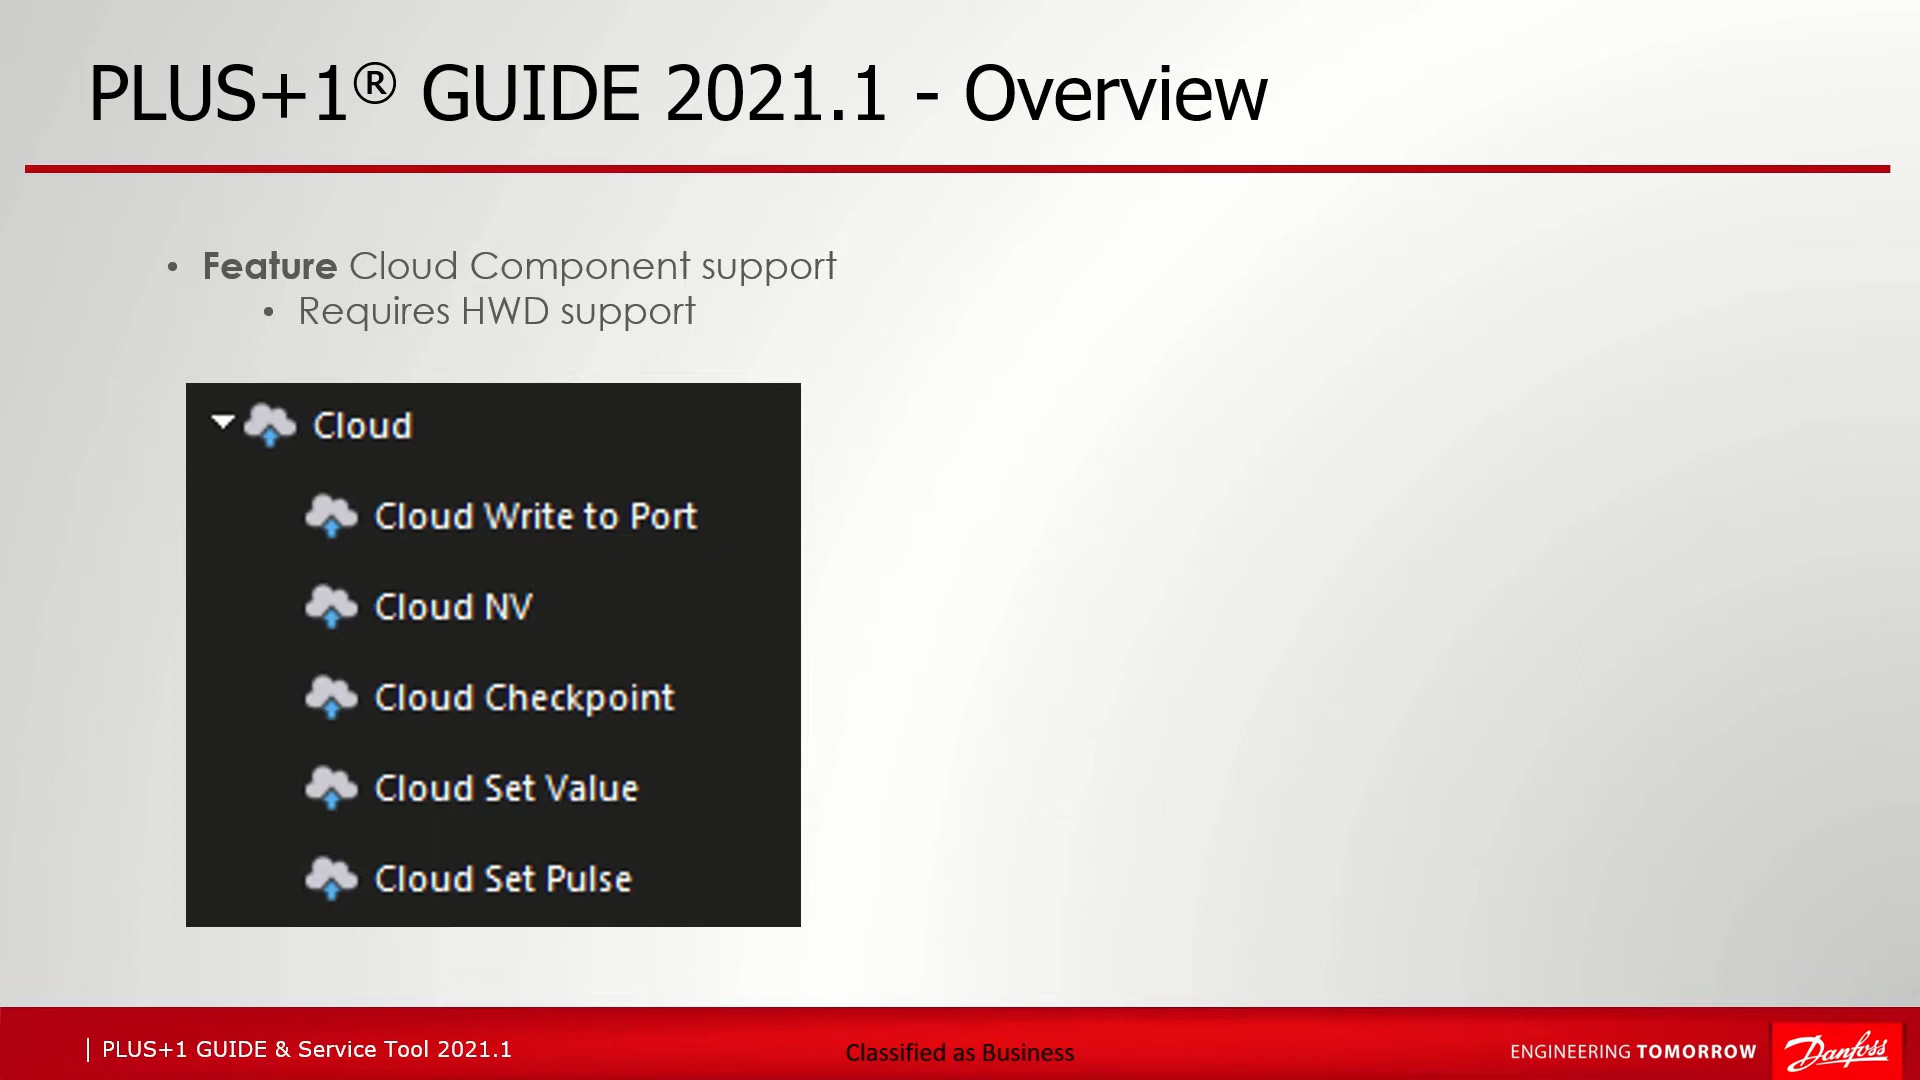 PLUS+1® GUIDE 2021.1 - Overview
• Feature Cloud Component support
• Requires HWD support
Cloud
Cloud Write to Port
Cloud NV
Cloud Checkpoint
Cloud Set Value
Cloud Set Pulse
| PLUS+1 GUIDE & Service Tool 2021.1
Classified as Business
ENGINEERING TOMORROW
Danfoss